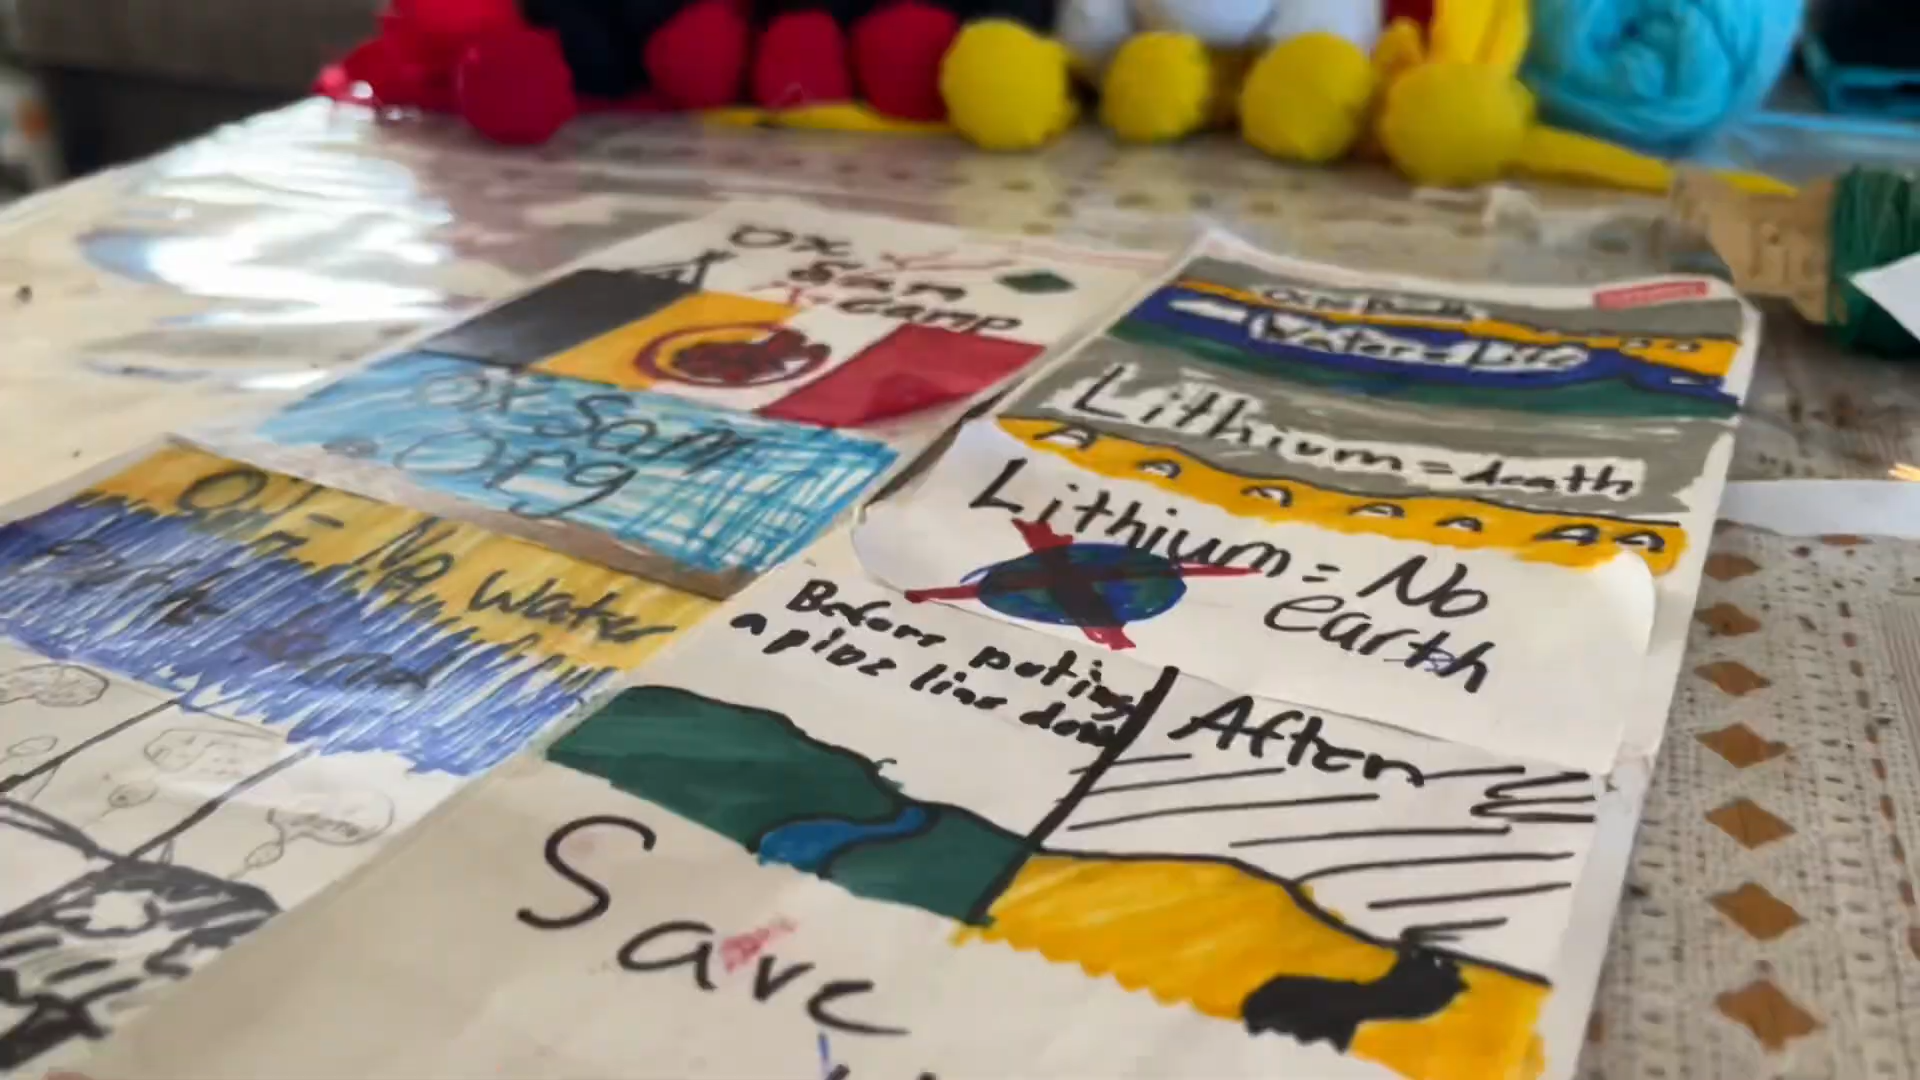 OX
Sam
camp
OX Sam
.Org
Water=Life
Lithium=death
Lithium = No
earth
Oil = No Water
Before puting
a pipe line down
After
Save